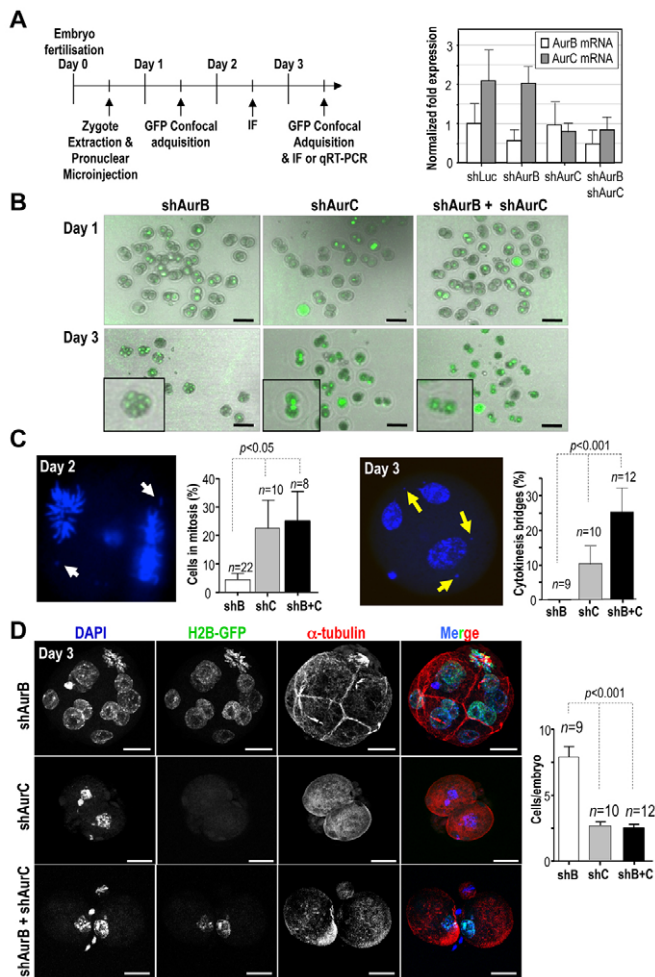 A
Embryo
fertilisation
Day 0
Day 1
Day 2
Day 3
Zygote
Extraction &
Pronuclear
Microinjection
GFP Confocal
adquisition
IF
GFP Confocal
Adquisition
& IF or qRT-PCR
Normalized fold expression
3
2
1
0
AurB mRNA
AurC mRNA
shLuc
shAurB
shAurC
shAurB
shAurC
B
shAurB
shAurC
shAurB + shAurC
Day 1
Day 3
C
Day 2
Cells in mitosis (%)
40
30
20
10
0
p<0.05
n=22
n=10
n=8
shB
shC
shB+C
Day 3
Cytokinesis bridges (%)
35
30
25
20
15
10
5
0
p<0.001
n=9
n=10
n=12
shB
shC
shB+C
D
DAPI
H2B-GFP
α-tubulin
Merge
Day 3
shAurB
shAurC
shAurB + shAurC
Cells/embryo
10
5
0
p<0.001
n=9
n=10
n=12
shB
shC
shB+C